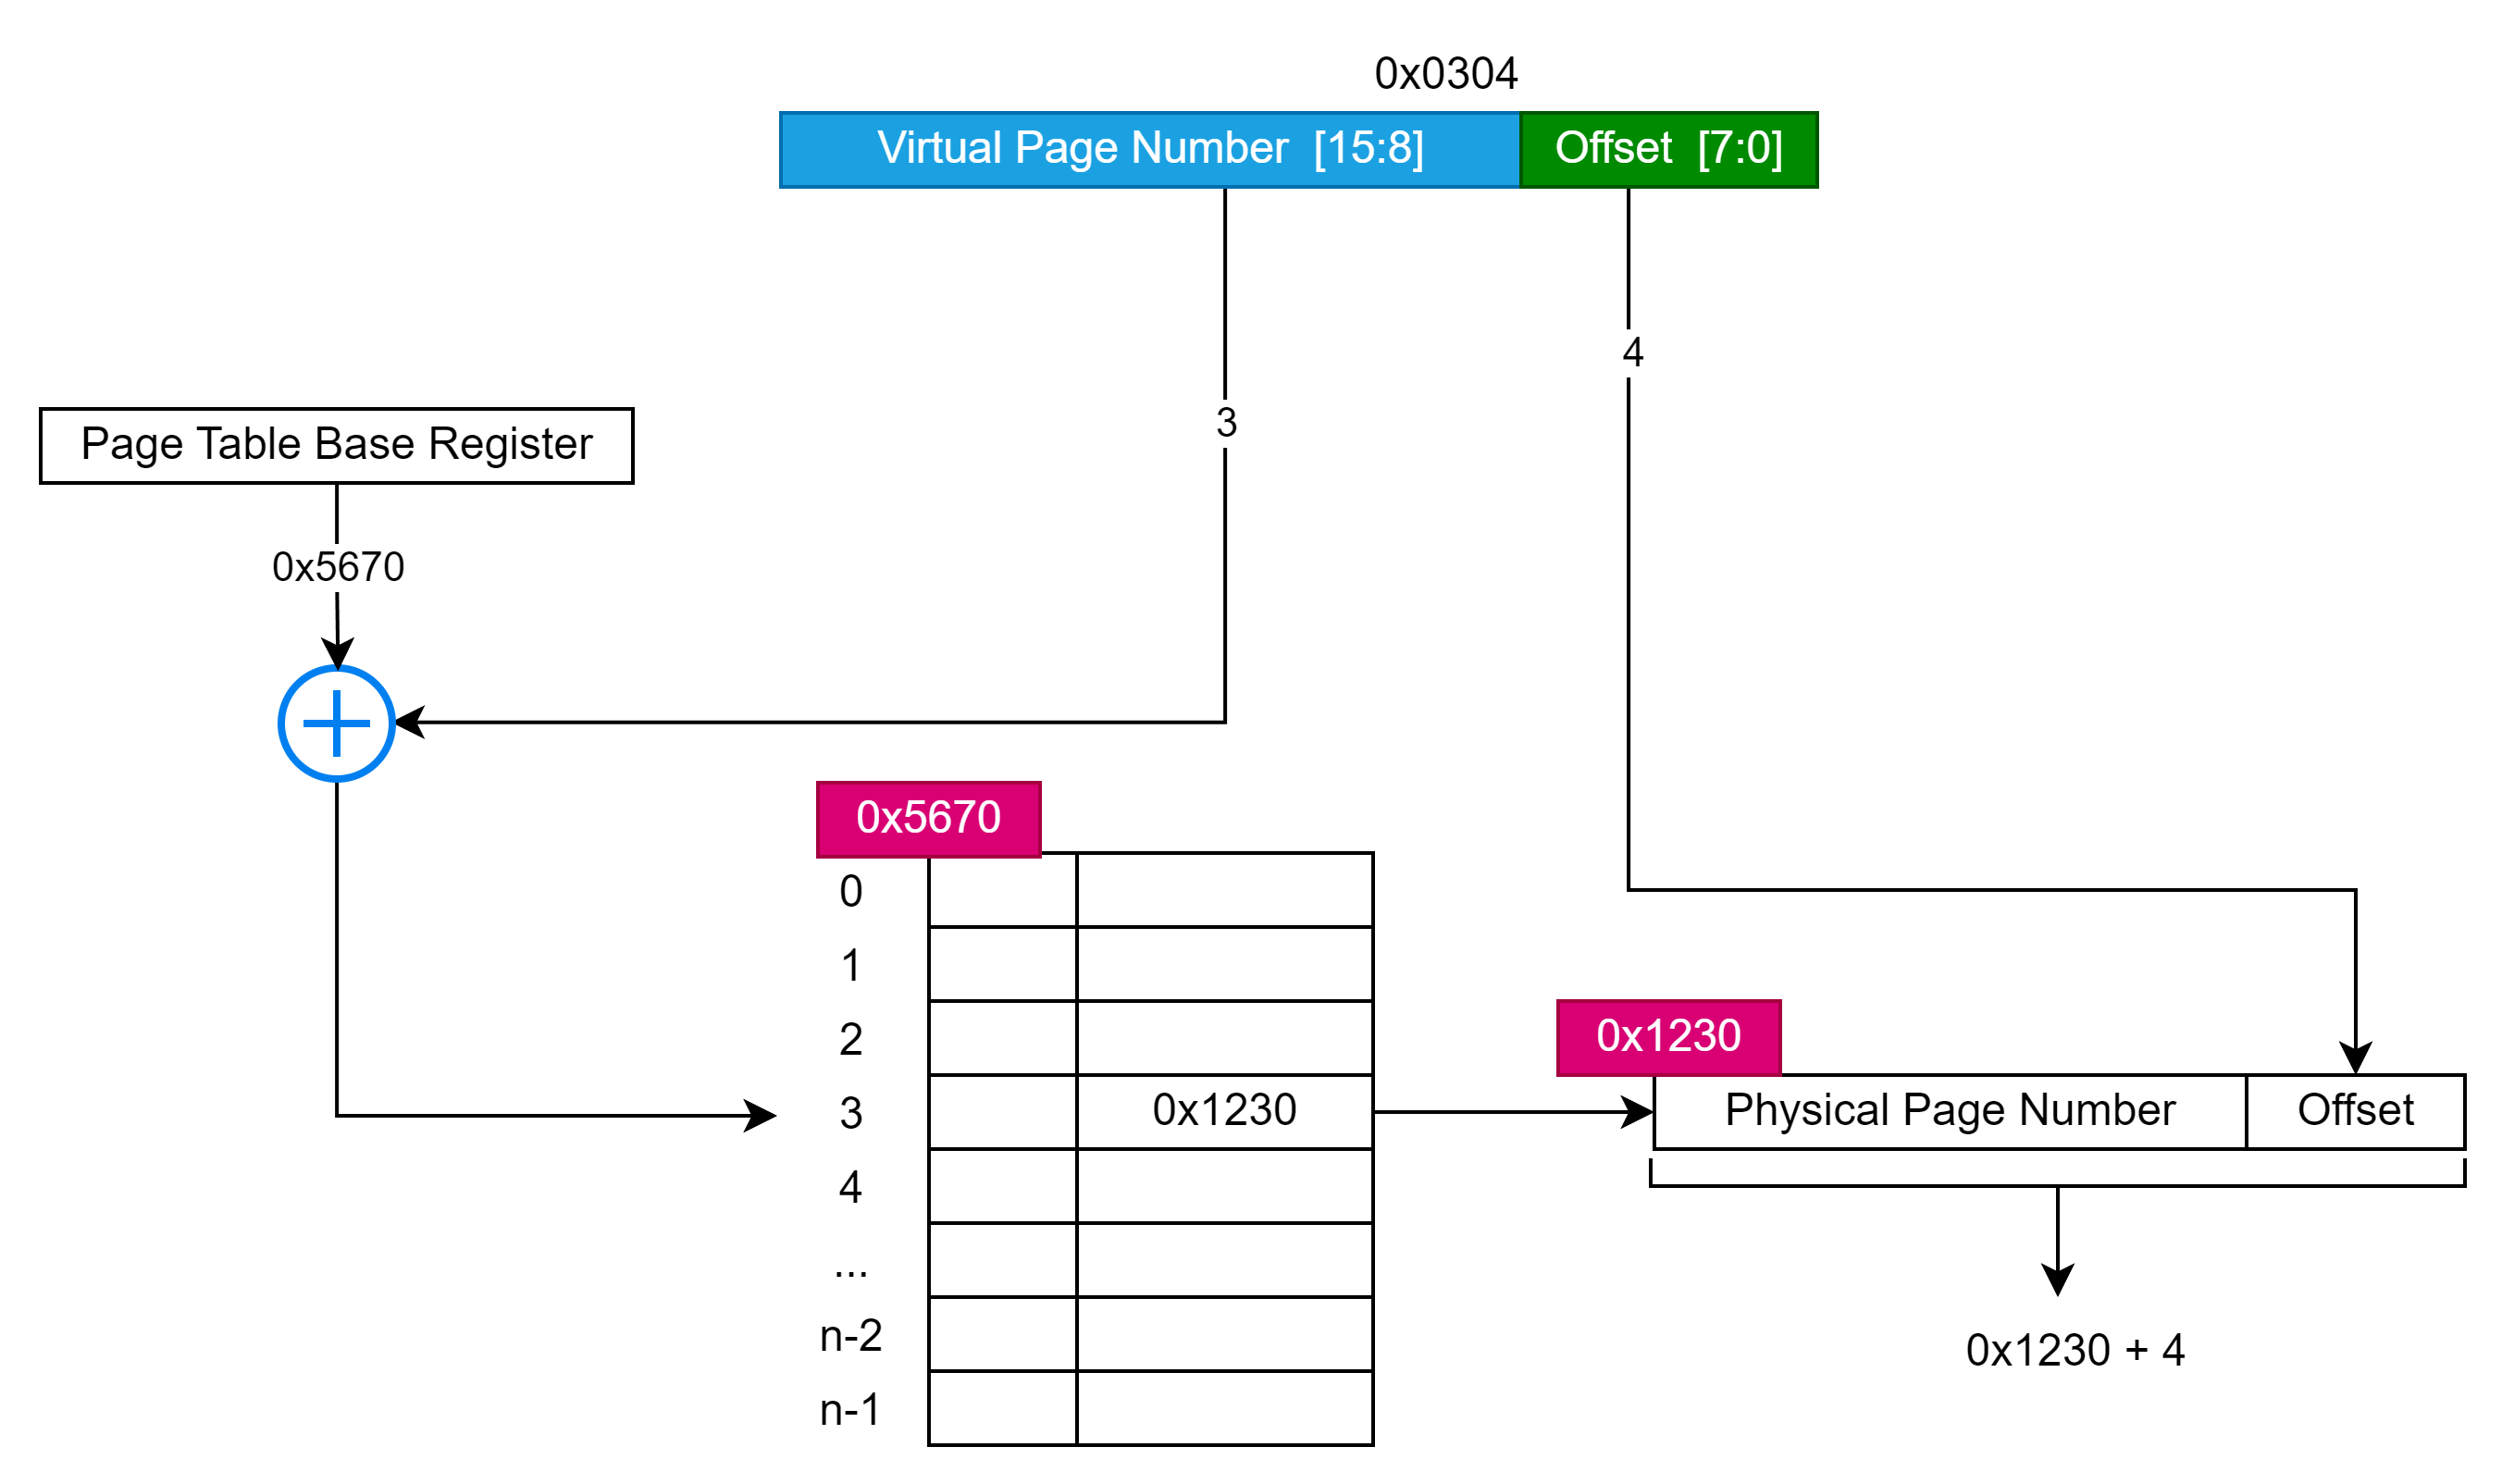 0x0304
Virtual Page Number [15:8]
Offset [7:0]
4
3
Page Table Base Register
0x5670
0x5670
0
1
2
0x1230
3
0x1230
Physical Page Number
Offset
4
...
n-2
0x1230 + 4
n-1